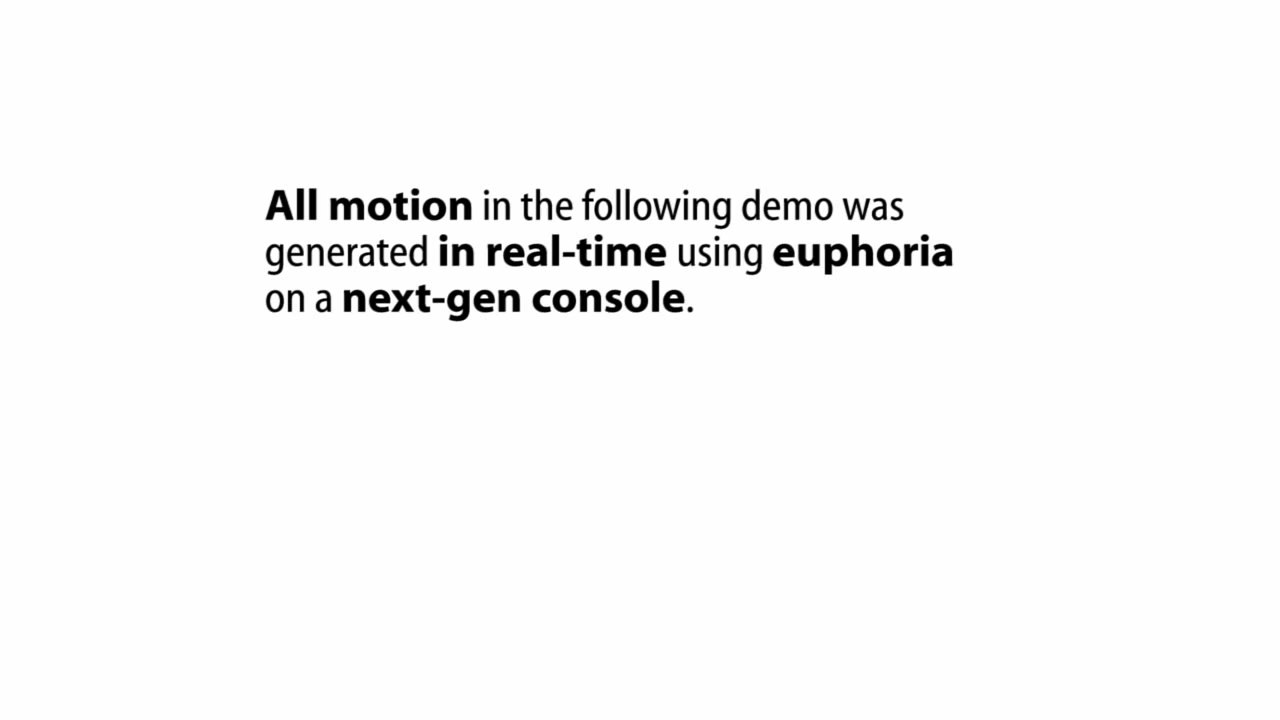 All motion in the following demo was
generated in real-time using euphoria
on a next-gen console.